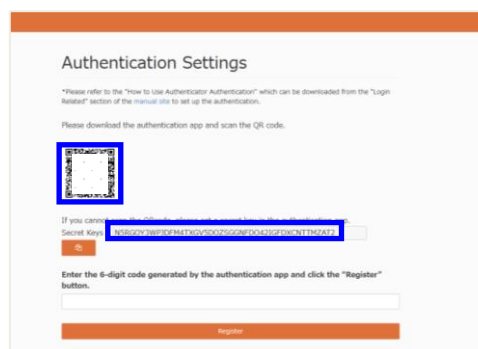 Authentication Settings
*Please refer to the "How to Use Authenticator Authentication" which can be downloaded from the "Login
Related" section of the manual site to set up the authentication.
Please download the authentication app and scan the QR code.
If you cannot scan the QRcode, please set a secret key in the authentication app.
Secret Keys
Enter the 6-digit code generated by the authentication app and click the "Register"
button.
Register